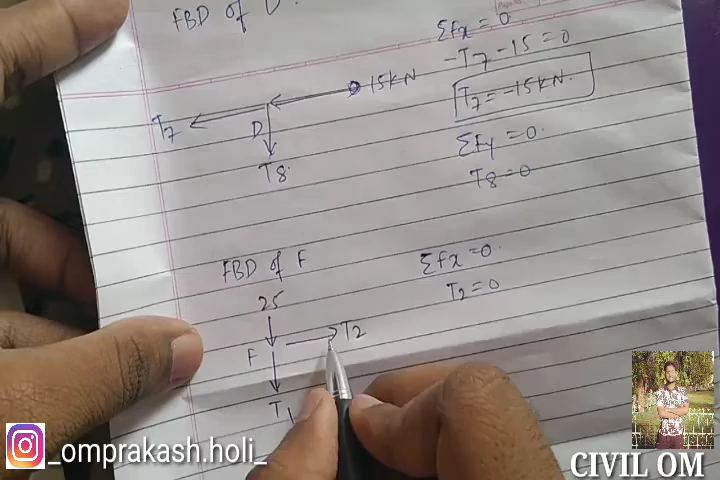 FBD of D.
ΣFx = 0
-T7 - 15 = 0
T7 = -15KN.
15KN
T7
D
T8.
ΣFy = 0.
T8 = 0
FBD of F
ΣFx = 0.
T2 = 0
25
F
T2
T1
_omprakash.holi_
CIVIL OM